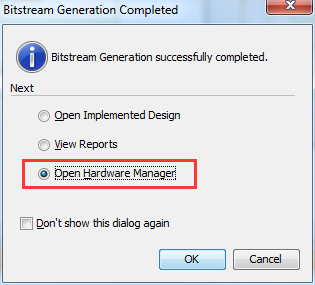 Bitstream Generation Completed
Bitstream Generation successfully completed.
Next
Open Implemented Design
View Reports
Open Hardware Manager
Don't show this dialog again
OK
Cancel